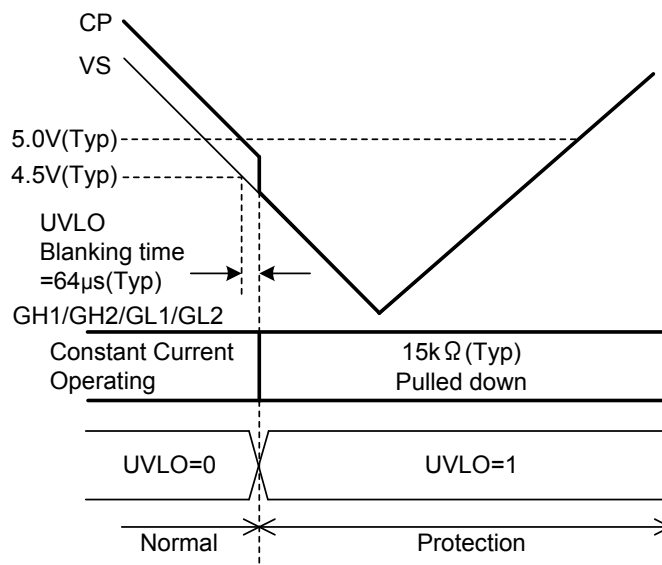 CP
VS
5.0V(Typ)
4.5V(Typ)
UVLO
Blanking time
=64µs(Typ)
GH1/GH2/GL1/GL2
Constant Current
Operating
15kΩ(Typ)
Pulled down
UVLO=0
UVLO=1
Normal
Protection